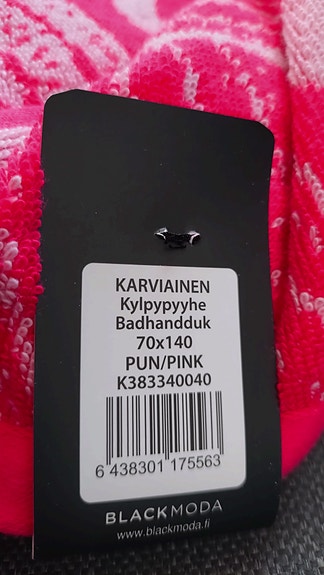 KARVIAINEN
Kylpypyyhe
Badhandduk
70x140
PUN/PINK
K383340040
6 438301 175563
BLACKMODA
www.blackmoda.fi